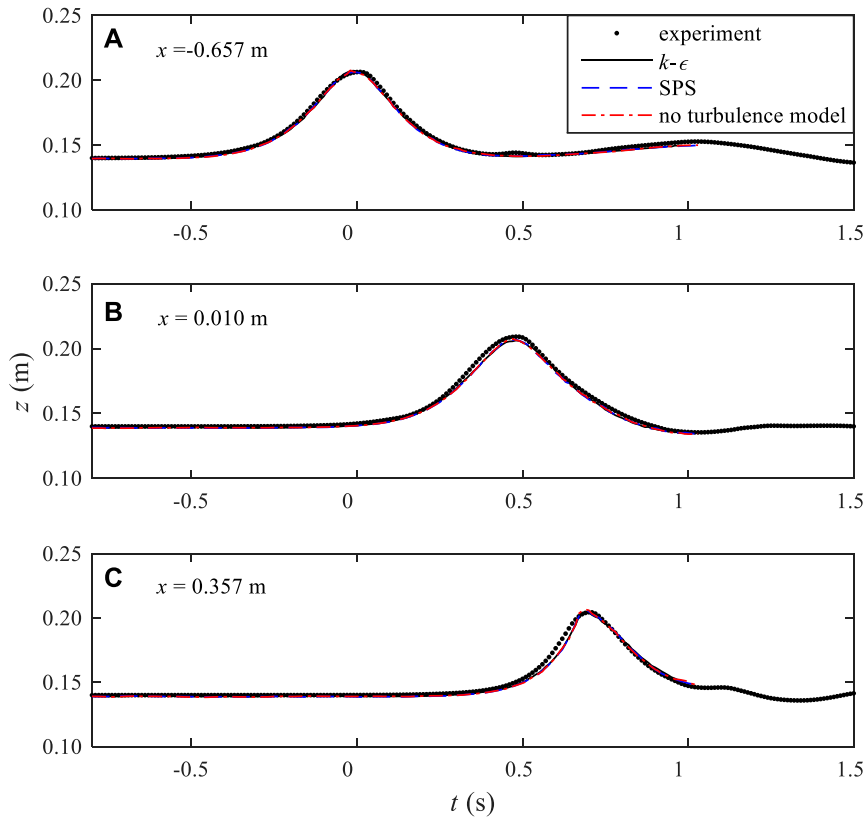 0.25
A
x =-0.657 m
0.20
0.15
0.10
-0.5
0
0.5
1
1.5
experiment
k-ϵ
SPS
no turbulence model
0.25
B
x = 0.010 m
0.20
0.15
0.10
-0.5
0
0.5
1
1.5
z (m)
0.25
C
x = 0.357 m
0.20
0.15
0.10
-0.5
0
0.5
1
1.5
t (s)